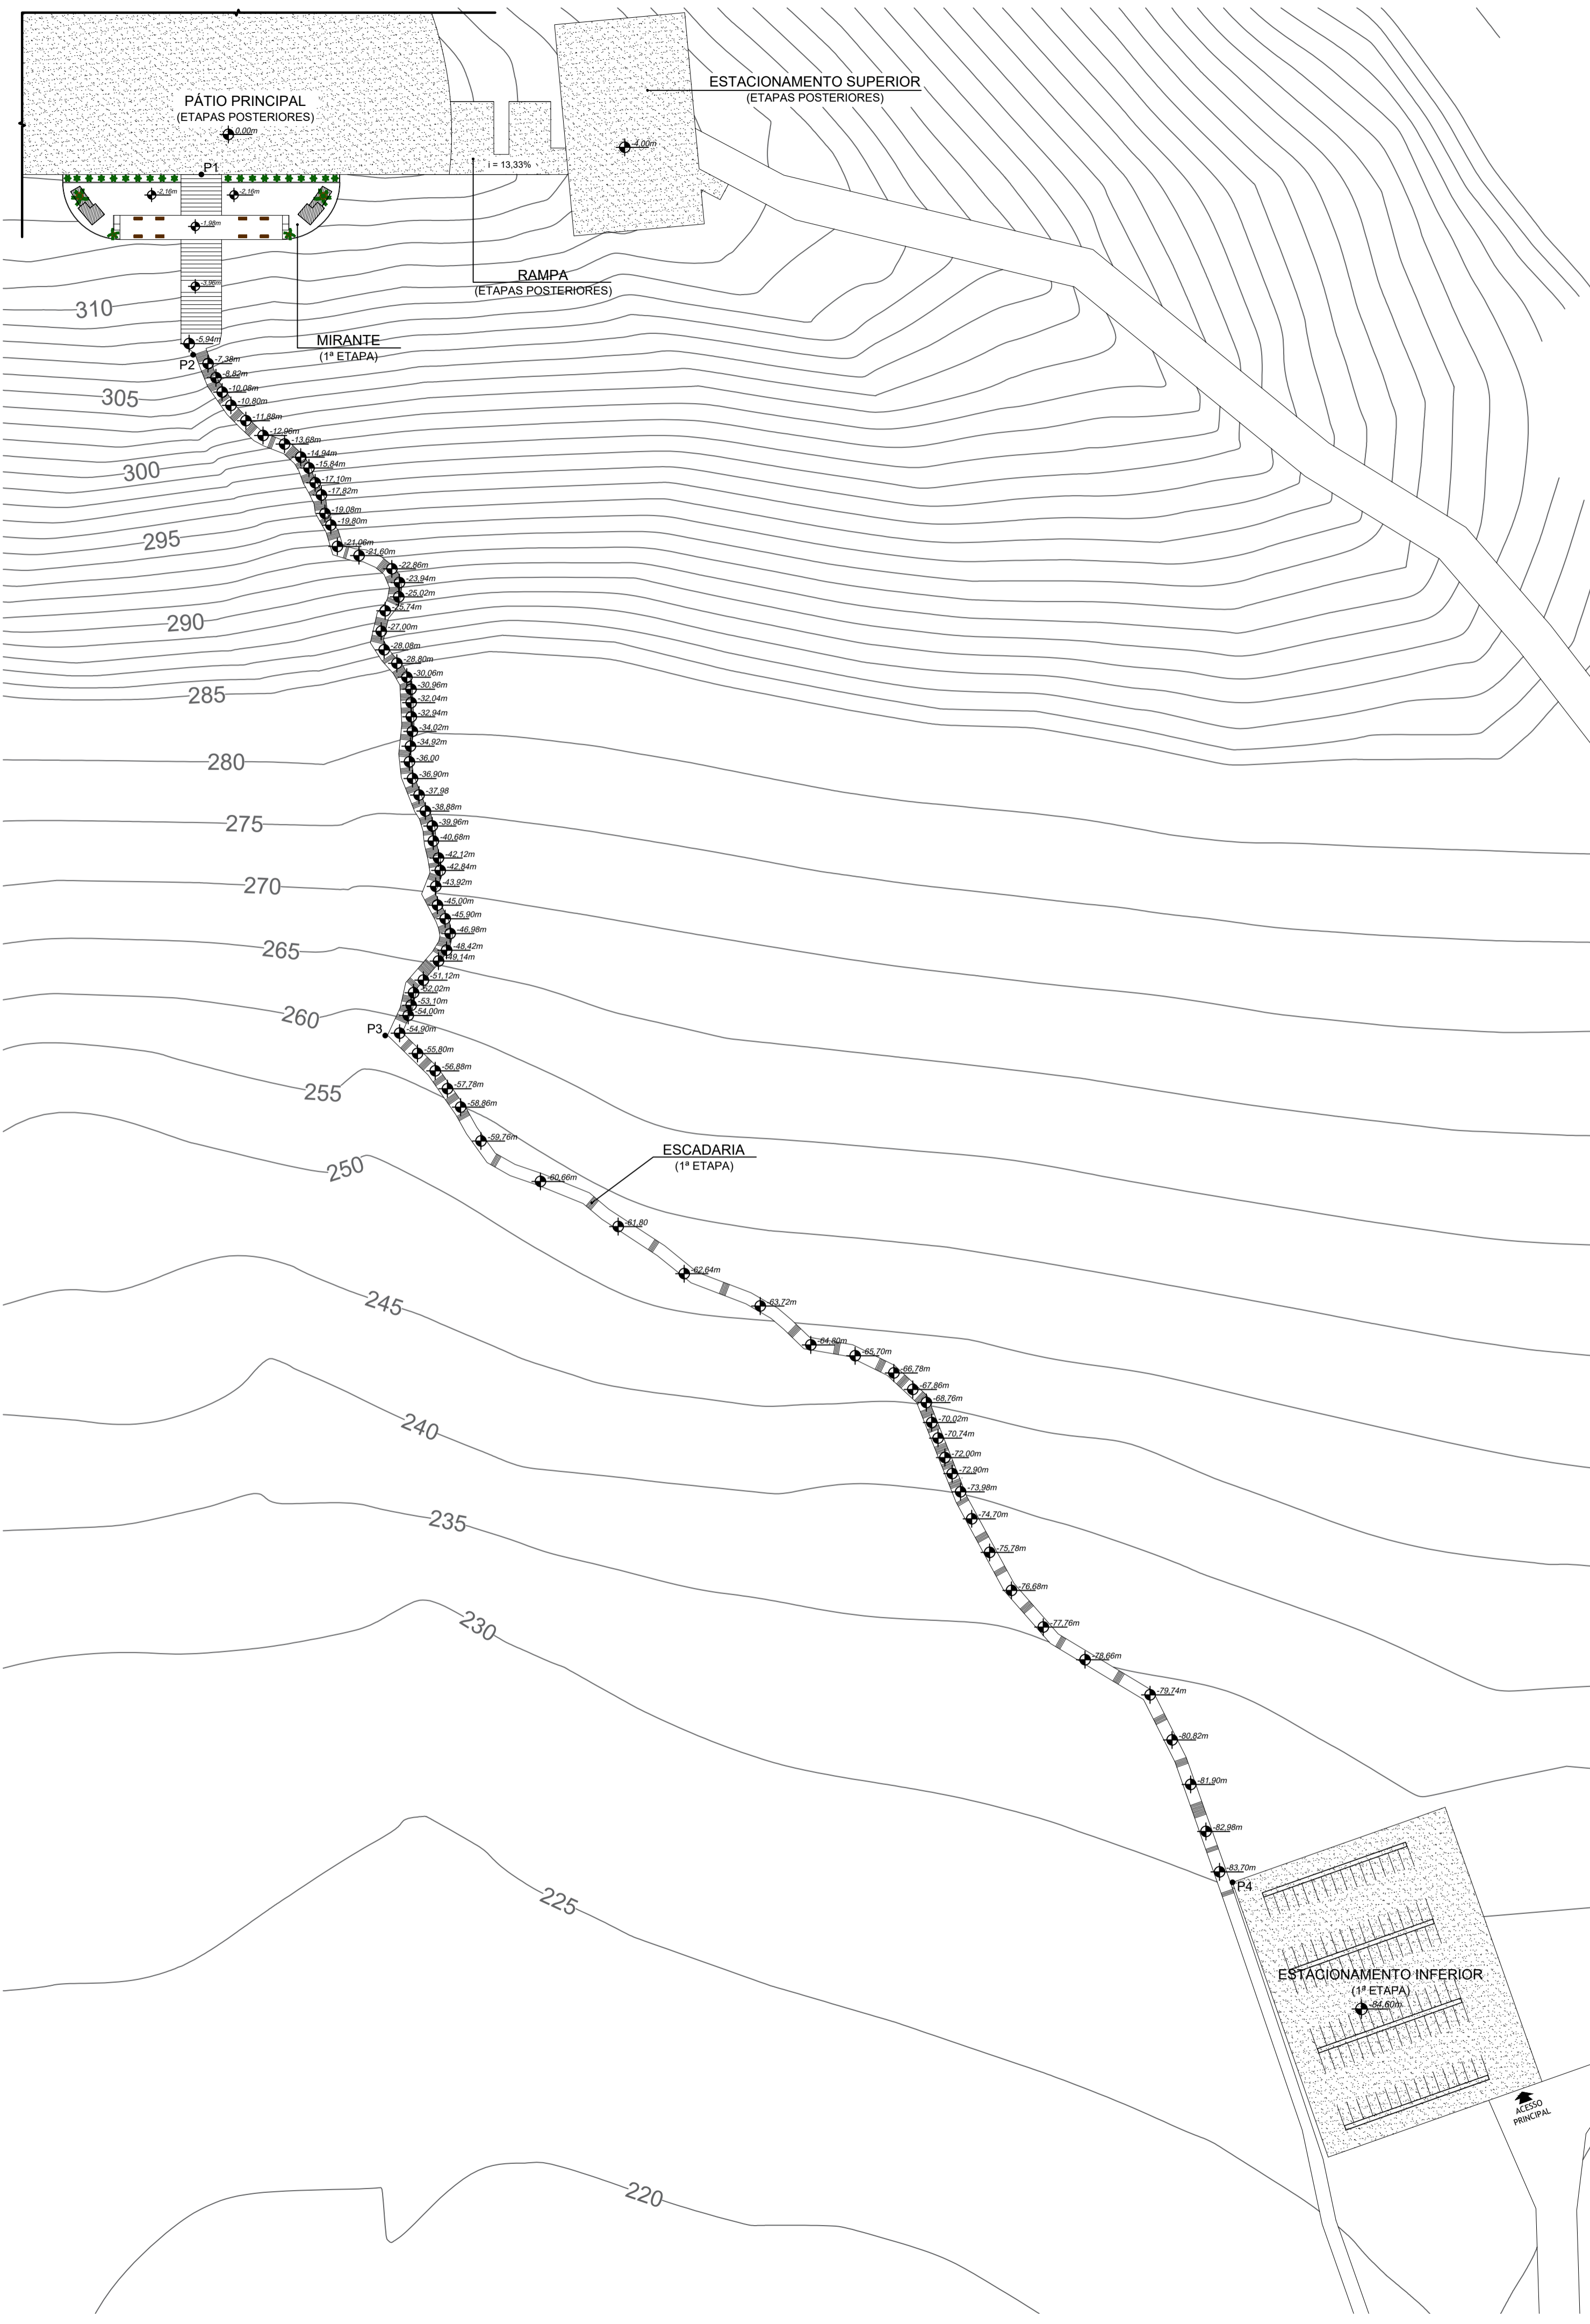 ESTACIONAMENTO SUPERIOR
(ETAPAS POSTERIORES)
PÁTIO PRINCIPAL
(ETAPAS POSTERIORES)
0,00m
-4,00m
P1
i = 13,33%
-2,16m
-2,16m
-1,98m
RAMPA
(ETAPAS POSTERIORES)
-3,96m
310
MIRANTE
(1ª ETAPA)
-5,94m
P2
-7,38m
-8,82m
305
-10,08m
-10,80m
-11,88m
-12,96m
-13,68m
-14,94m
300
-15,84m
-17,10m
-17,82m
-19,08m
-19,80m
295
-21,06m
-21,60m
-22,86m
-23,94m
-25,02m
-25,74m
290
-27,00m
-28,08m
-28,80m
-30,06m
285
-30,96m
-32,04m
-32,94m
-34,02m
-34,92m
280
-36,00
-36,90m
-37,98
-38,88m
275
-39,96m
-40,68m
-42,12m
-42,84m
270
-43,92m
-45,00m
-45,90m
-46,98m
265
-48,42m
-49,14m
-51,12m
-52,02m
-53,10m
260
-54,00m
P3
-54,90m
-55,80m
-56,88m
255
-57,78m
-58,86m
-59,76m
ESCADARIA
(1ª ETAPA)
250
-60,66m
-61,80
-62,64m
245
-63,72m
-64,80m
-65,70m
-66,78m
-67,86m
-68,76m
240
-70,02m
-70,74m
-72,00m
-72,90m
-73,98m
235
-74,70m
-75,78m
-76,68m
230
-77,76m
-78,66m
-79,74m
-80,82m
-81,90m
-82,98m
-83,70m
P4
225
ESTACIONAMENTO INFERIOR
(1ª ETAPA)
-84,60m
ACESSO
PRINCIPAL
220